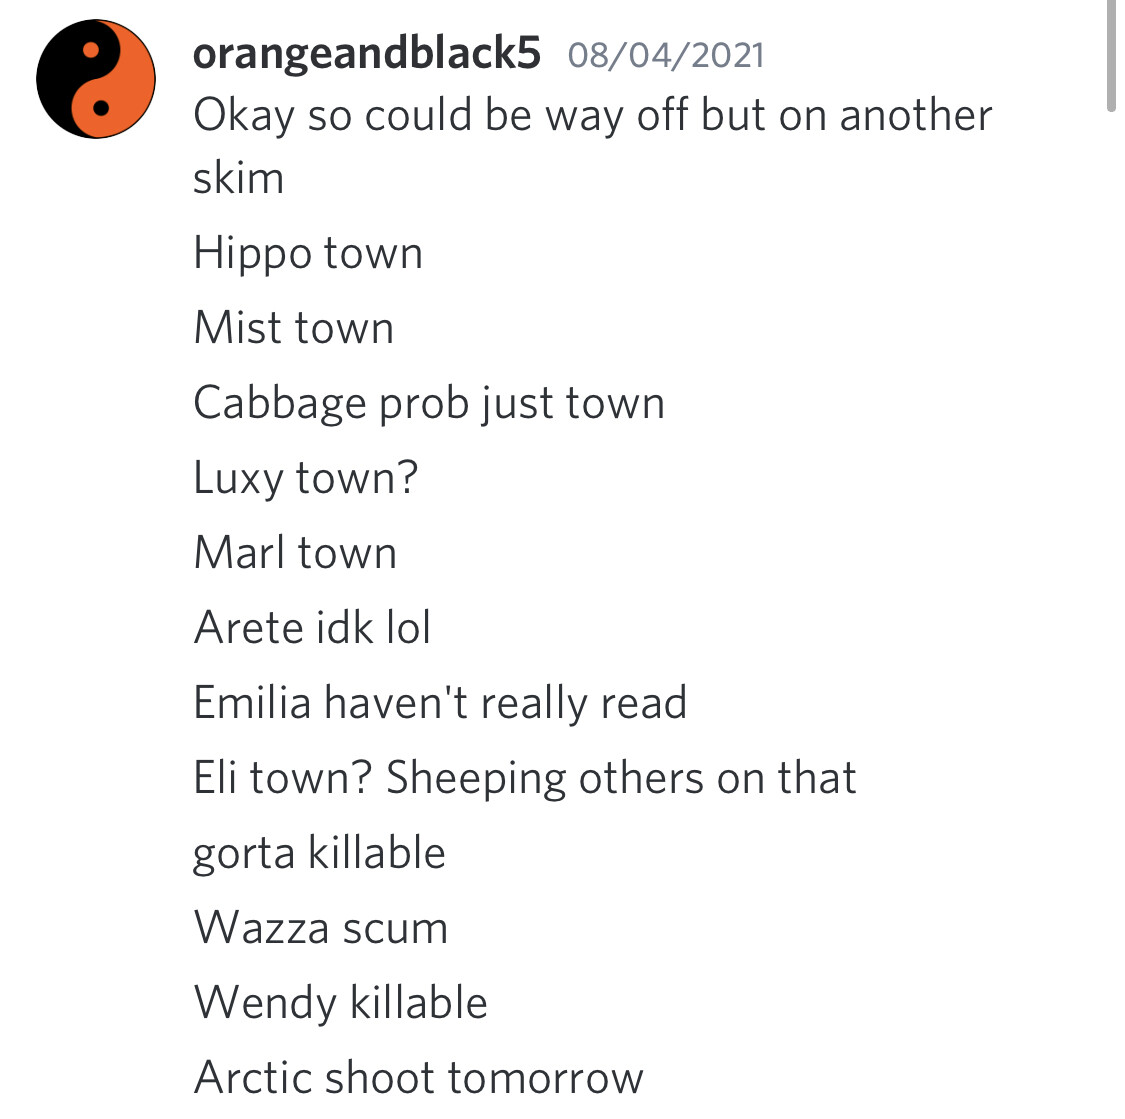 orangeandblack5 08/04/2021
Okay so could be way off but on another
skim
Hippo town
Mist town
Cabbage prob just town
Luxy town?
Marl town
Arete idk lol
Emilia haven't really read
Eli town? Sheeping others on that
gorta killable
Wazza scum
Wendy killable
Arctic shoot tomorrow